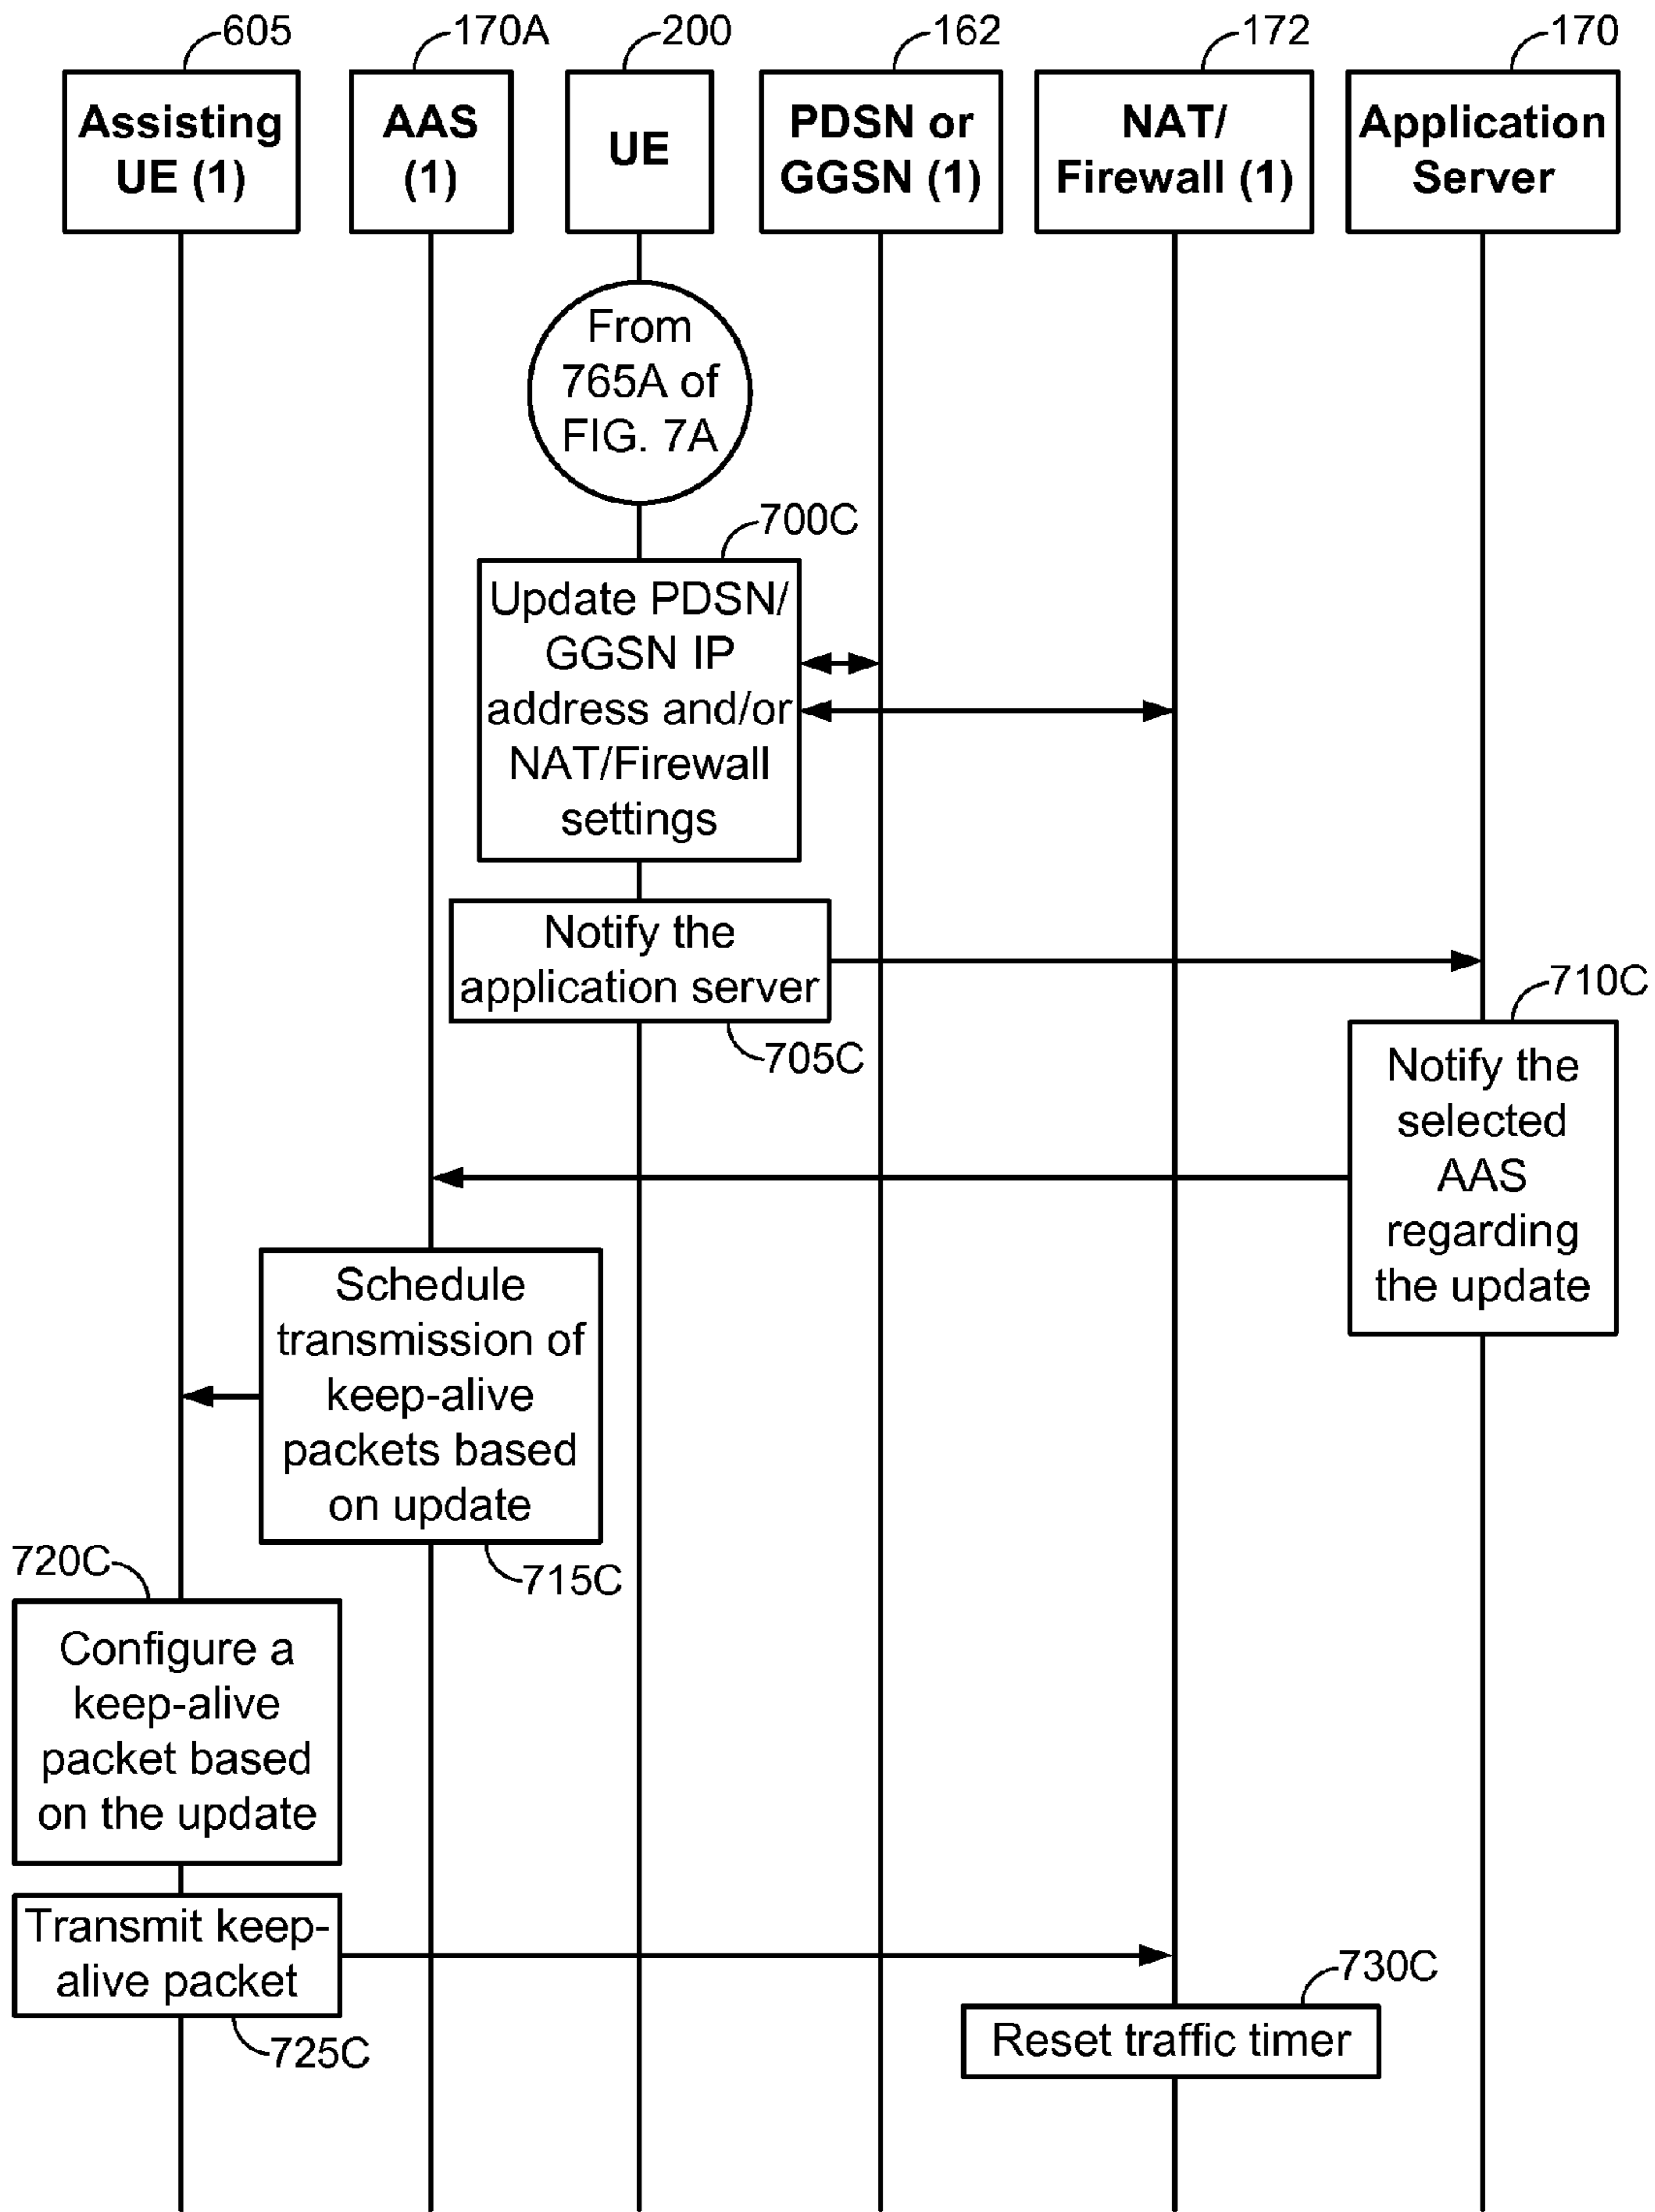 605
170A
200
162
172
170
Assisting
UE (1)
AAS
(1)
UE
PDSN or
GGSN (1)
NAT/
Firewall (1)
Application
Server
From
765A of
FIG. 7A
700C
Update PDSN/
GGSN IP
address and/or
NAT/Firewall
settings
Notify the
application server
705C
710C
Notify the
selected
AAS
regarding
the update
Schedule
transmission of
keep-alive
packets based
on update
715C
720C
Configure a
keep-alive
packet based
on the update
Transmit keep-
alive packet
725C
730C
Reset traffic timer